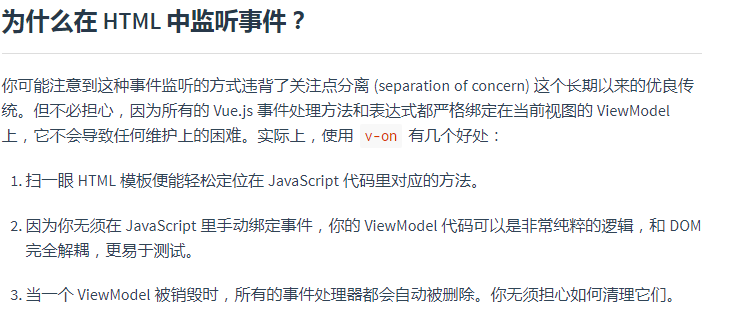 为什么在 HTML 中监听事件？
你可能注意到这种事件监听的方式违背了关注点分离 (separation of concern) 这个长期以来的优良传
统。但不必担心，因为所有的 Vue.js 事件处理方法和表达式都严格绑定在当前视图的 ViewModel
上，它不会导致任何维护上的困难。实际上，使用 v-on 有几个好处：
1. 扫一眼 HTML 模板便能轻松定位在 JavaScript 代码里对应的方法。
2. 因为你无须在 JavaScript 里手动绑定事件，你的 ViewModel 代码可以是非常纯粹的逻辑，和 DOM
完全解耦，更易于测试。
3. 当一个 ViewModel 被销毁时，所有的事件处理器都会自动被删除。你无须担心如何清理它们。